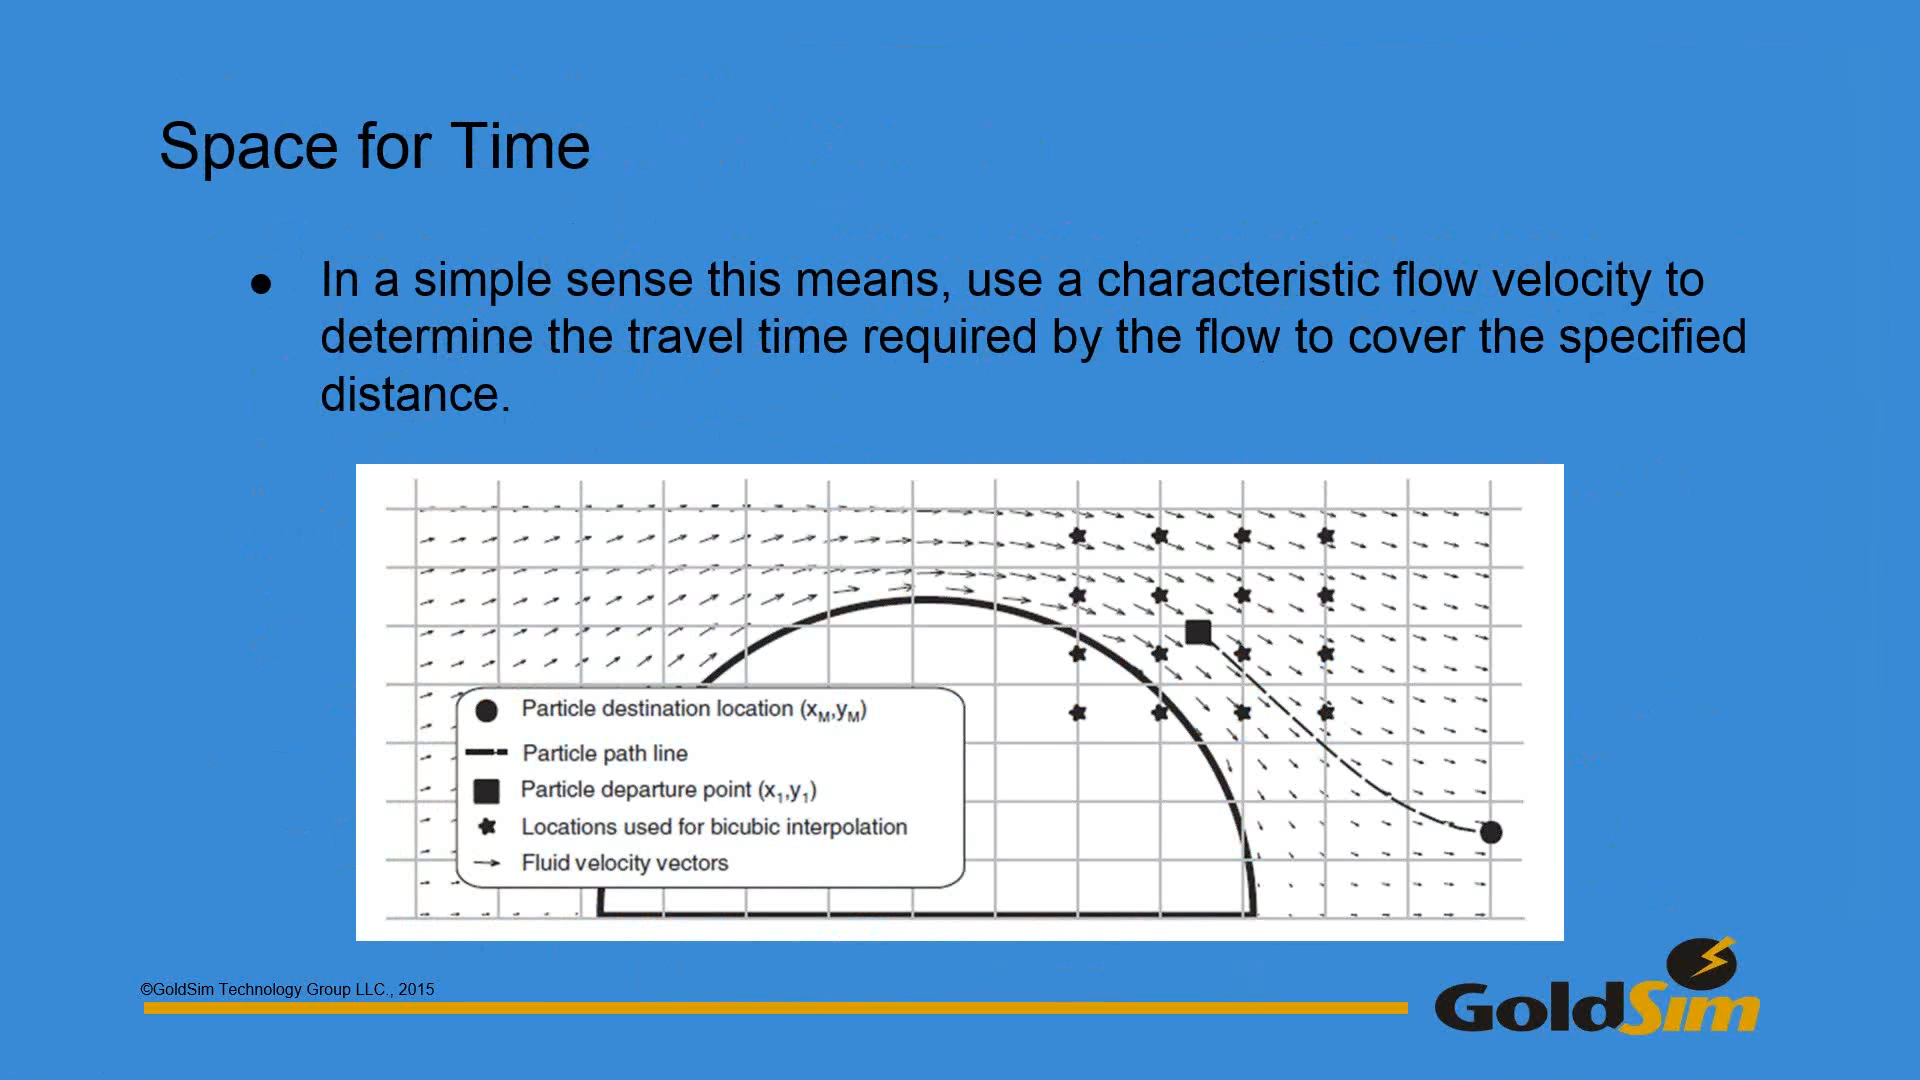 Space for Time
● In a simple sense this means, use a characteristic flow velocity to
determine the travel time required by the flow to cover the specified
distance.
Particle destination location (xM,yM)
Particle path line
Particle departure point (x1,y1)
Locations used for bicubic interpolation
Fluid velocity vectors
©GoldSim Technology Group LLC., 2015
GoldSim